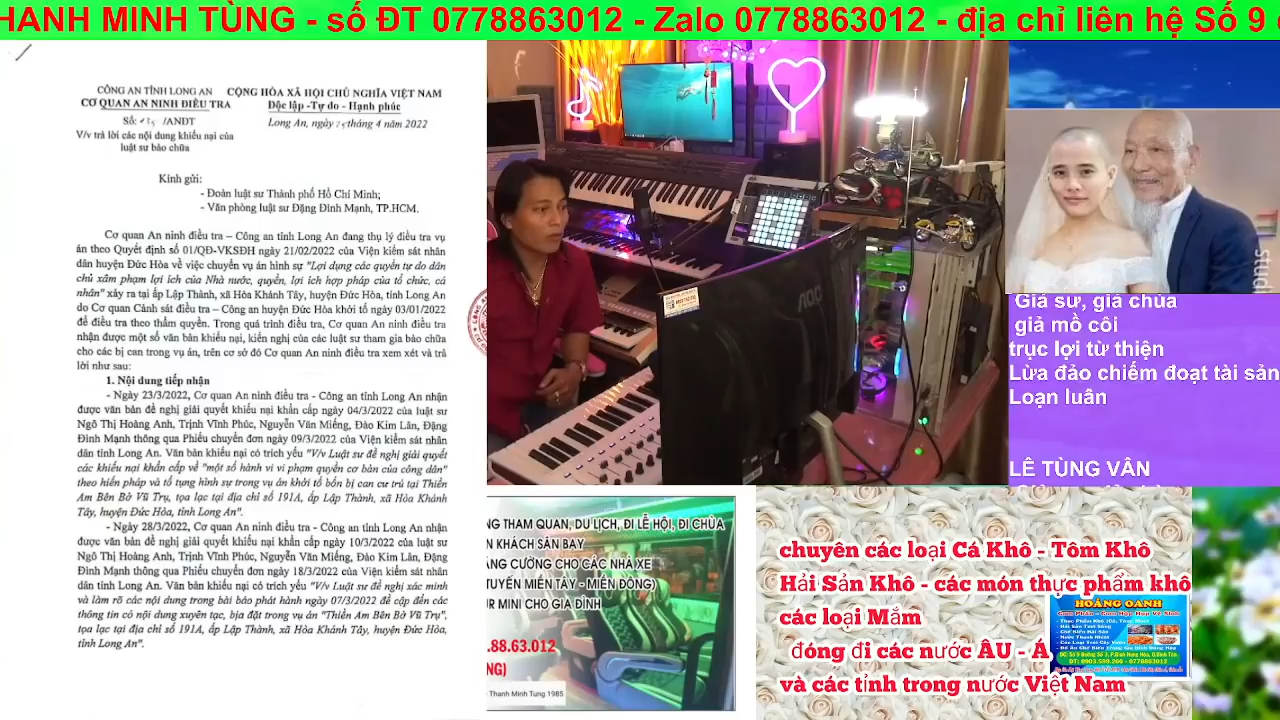 HANH MINH TÙNG - số ĐT 0778863012 - Zalo 0778863012 - địa chỉ liên hệ Số 9
CÔNG AN TỈNH LONG AN
CƠ QUAN AN NINH ĐIỀU TRA
Số: /ANĐT
V/v trả lời các nội dung khiếu nại của
luật sư bào chữa
CỘNG HÒA XÃ HỘI CHỦ NGHĨA VIỆT NAM
Độc lập -Tự do - Hạnh phúc
Long An, ngày tháng 4 năm 2022
Kính gửi:
- Đoàn luật sư Thành phố Hồ Chí Minh;
- Văn phòng luật sư Đặng Đình Mạnh, TP.HCM.
Cơ quan An ninh điều tra – Công an tỉnh Long An đang thụ lý điều tra vụ
án theo Quyết định số 01/QĐ-VKSĐH ngày 21/02/2022 của Viện kiểm sát nhân
dân huyện Đức Hòa về việc chuyển vụ án hình sự "Lợi dụng các quyền tự do dân
chủ xâm phạm lợi ích của Nhà nước, quyền, lợi ích hợp pháp của tổ chức, cá
nhân" xảy ra tại ấp Lập Thành, xã Hòa Khánh Tây, huyện Đức Hòa, tỉnh Long An
do Cơ quan Cảnh sát điều tra – Công an huyện Đức Hòa khởi tố ngày 03/01/2022
để điều tra theo thẩm quyền. Trong quá trình điều tra, Cơ quan An ninh điều tra
nhận được một số văn bản khiếu nại, kiến nghị của các luật sư tham gia bào chữa
cho các bị can trong vụ án, trên cơ sở đó Cơ quan An ninh điều tra xem xét và trả
lời như sau:
1. Nội dung tiếp nhận
- Ngày 23/3/2022, Cơ quan An ninh điều tra - Công an tỉnh Long An nhận
được văn bản đề nghị giải quyết khiếu nại khẩn cấp ngày 04/3/2022 của luật sư
Ngô Thị Hoàng Anh, Trịnh Vĩnh Phúc, Nguyễn Văn Miếng, Đào Kim Lân, Đặng
Đình Mạnh thông qua Phiếu chuyển đơn ngày 09/3/2022 của Viện kiểm sát nhân
dân tỉnh Long An. Văn bản khiếu nại có trích yếu "V/v Luật sư đề nghị giải quyết
các khiếu nại khẩn cấp về "một số hành vi vi phạm quyền cơ bản của công dân"
theo hiến pháp và tố tụng hình sự trong vụ án khởi tố bốn bị can cư trú tại Thiền
Am Bên Bờ Vũ Trụ, tọa lạc tại địa chỉ số 191A, ấp Lập Thành, xã Hòa Khánh
Tây, huyện Đức Hòa, tỉnh Long An".
- Ngày 28/3/2022, Cơ quan An ninh điều tra - Công an tỉnh Long An nhận
được văn bản đề nghị giải quyết khiếu nại khẩn cấp ngày 10/3/2022 của luật sư
Ngô Thị Hoàng Anh, Trịnh Vĩnh Phúc, Nguyễn Văn Miếng, Đào Kim Lân, Đặng
Đình Mạnh thông qua Phiếu chuyển đơn ngày 18/3/2022 của Viện kiểm sát nhân
dân tỉnh Long An. Văn bản khiếu nại có trích yếu "V/v Luật sư đề nghị xác minh
và làm rõ các nội dung trong bài báo phát hành ngày 07/3/2022 đề cập đến các
thông tin có nội dung xuyên tạc, bịa đặt trong vụ án "Thiền Am Bên Bờ Vũ Trụ",
tọa lạc tại địa chỉ số 191A, ấp Lập Thành, xã Hòa Khánh Tây, huyện Đức Hòa,
tỉnh Long An".
AOC
stud
Giả sư, giả chùa
giả mồ côi
trục lợi từ thiện
Lừa đảo chiếm đoạt tài sản
Loạn luân
LÊ TÙNG VÂN
NG THAM QUAN, DU LỊCH, ĐI LỄ HỘI, ĐI CHÙA
N KHÁCH SÂN BAY
ĂNG CƯỜNG CHO CÁC NHÀ XE
TUYẾN MIỀN TÂY - MIỀN ĐÔNG)
UR MINI CHO GIA ĐÌNH
.88.63.012
NG)
Thanh Minh Tung 1985
chuyên các loại Cá Khô - Tôm Khô
Hải Sản Khô - các món thực phẩm khô
các loại Mắm
đóng đi các nước ÂU - Á
và các tỉnh trong nước Việt Nam
HOÀNG OANH
ĐT: 0903.599.266 - 0778863012